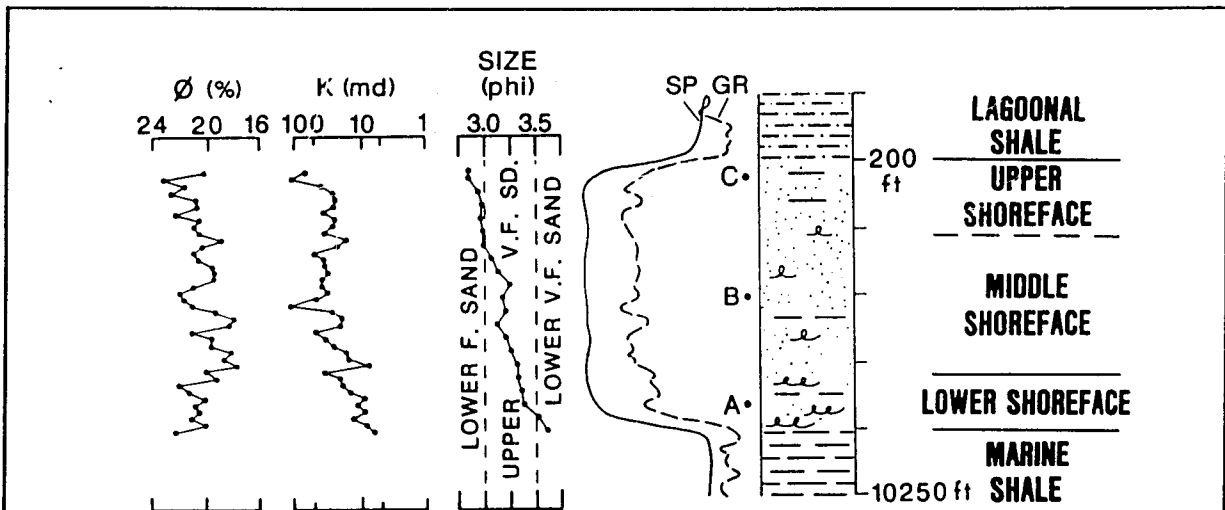 SIZE
(phi)
Ø (%)
K (md)
24 20 16
100 10 1
3.0 3.5
SP GR
LOWER F. SAND
UPPER V.F. SD.
LOWER V.F. SAND
C
B
A
200
ft
10250 ft
LAGOONAL
SHALE
UPPER
SHOREFACE
MIDDLE
SHOREFACE
LOWER SHOREFACE
MARINE
SHALE